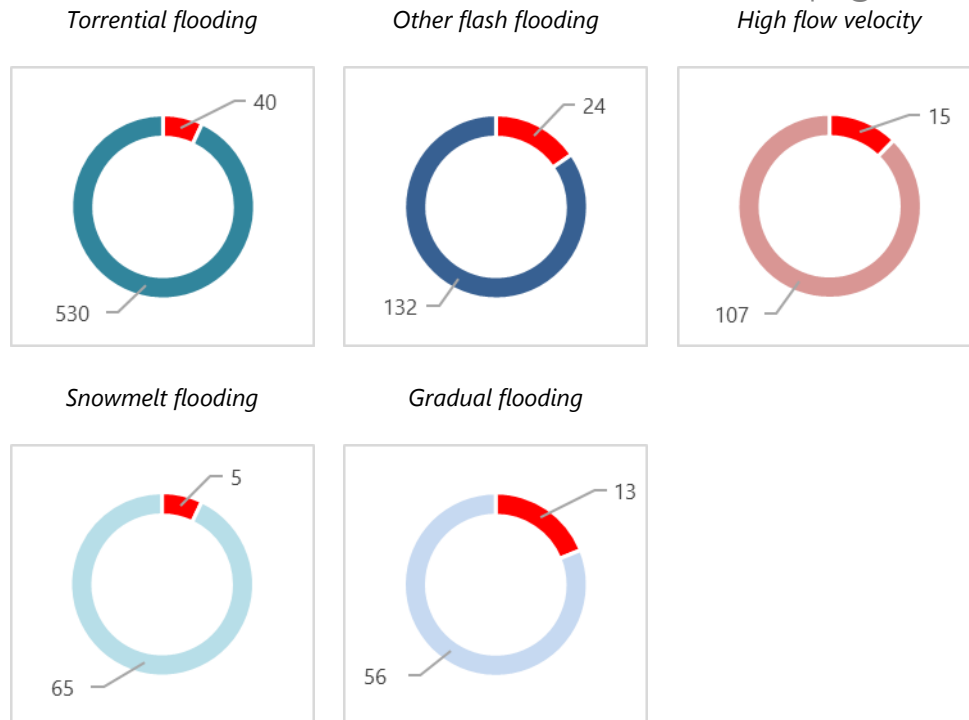 Torrential flooding
Other flash flooding
High flow velocity
40
530
24
132
15
107
Snowmelt flooding
Gradual flooding
5
65
13
56